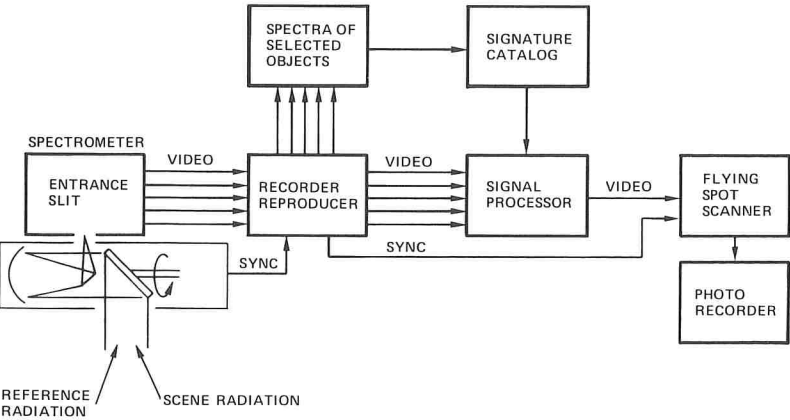 SPECTRA OF
SELECTED
OBJECTS
SIGNATURE
CATALOG
SPECTROMETER
ENTRANCE
SLIT
VIDEO
RECORDER
REPRODUCER
VIDEO
SIGNAL
PROCESSOR
VIDEO
FLYING
SPOT
SCANNER
SYNC
SYNC
PHOTO
RECORDER
REFERENCE
RADIATION
SCENE RADIATION